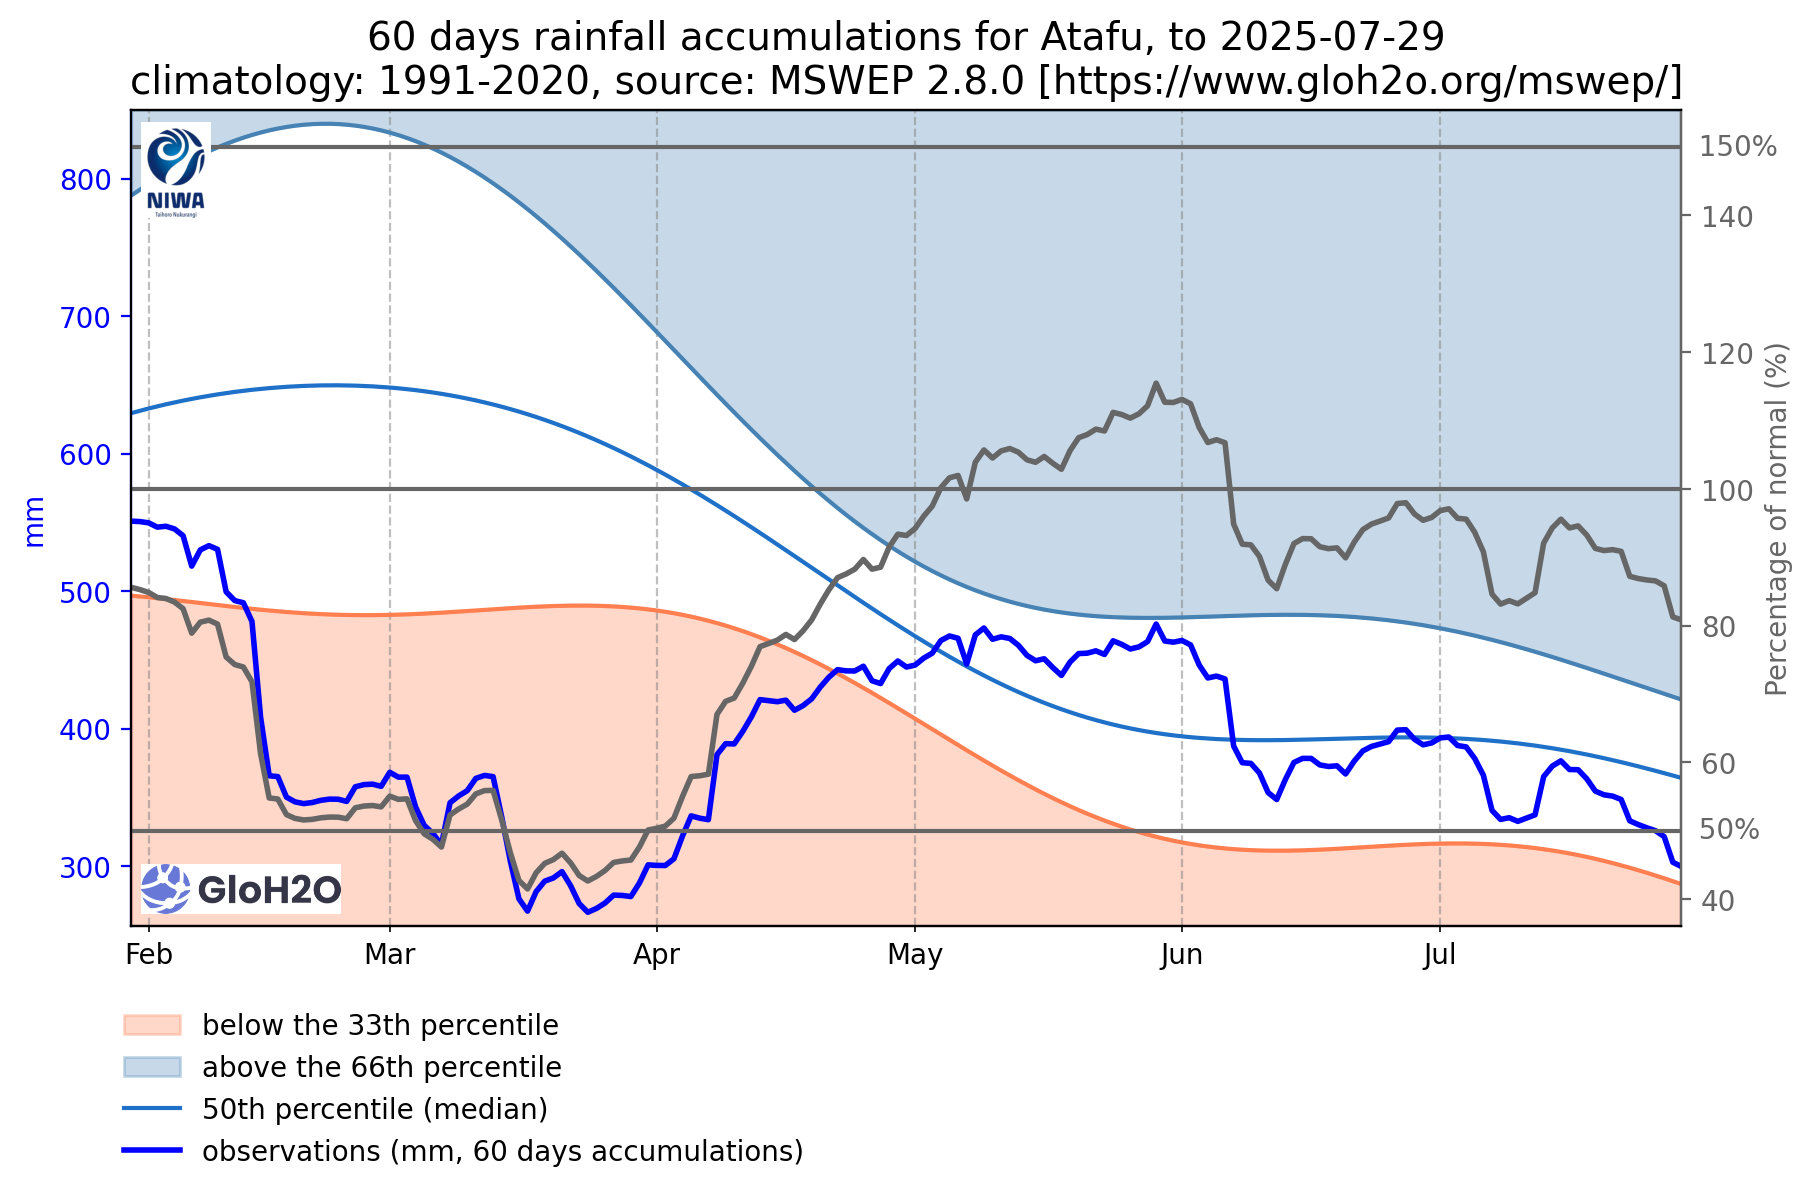 60 days rainfall accumulations for Atafu, to 2025-07-29
climatology: 1991-2020, source: MSWEP 2.8.0 [https://www.gloh2o.org/mswep/]
NIWA
Taihoro Nukurangi
GloH2O
mm
800
700
600
500
400
300
150%
140
120
100
80
60
50%
40
Percentage of normal (%)
Feb Mar Apr May Jun Jul
below the 33th percentile
above the 66th percentile
50th percentile (median)
observations (mm, 60 days accumulations)